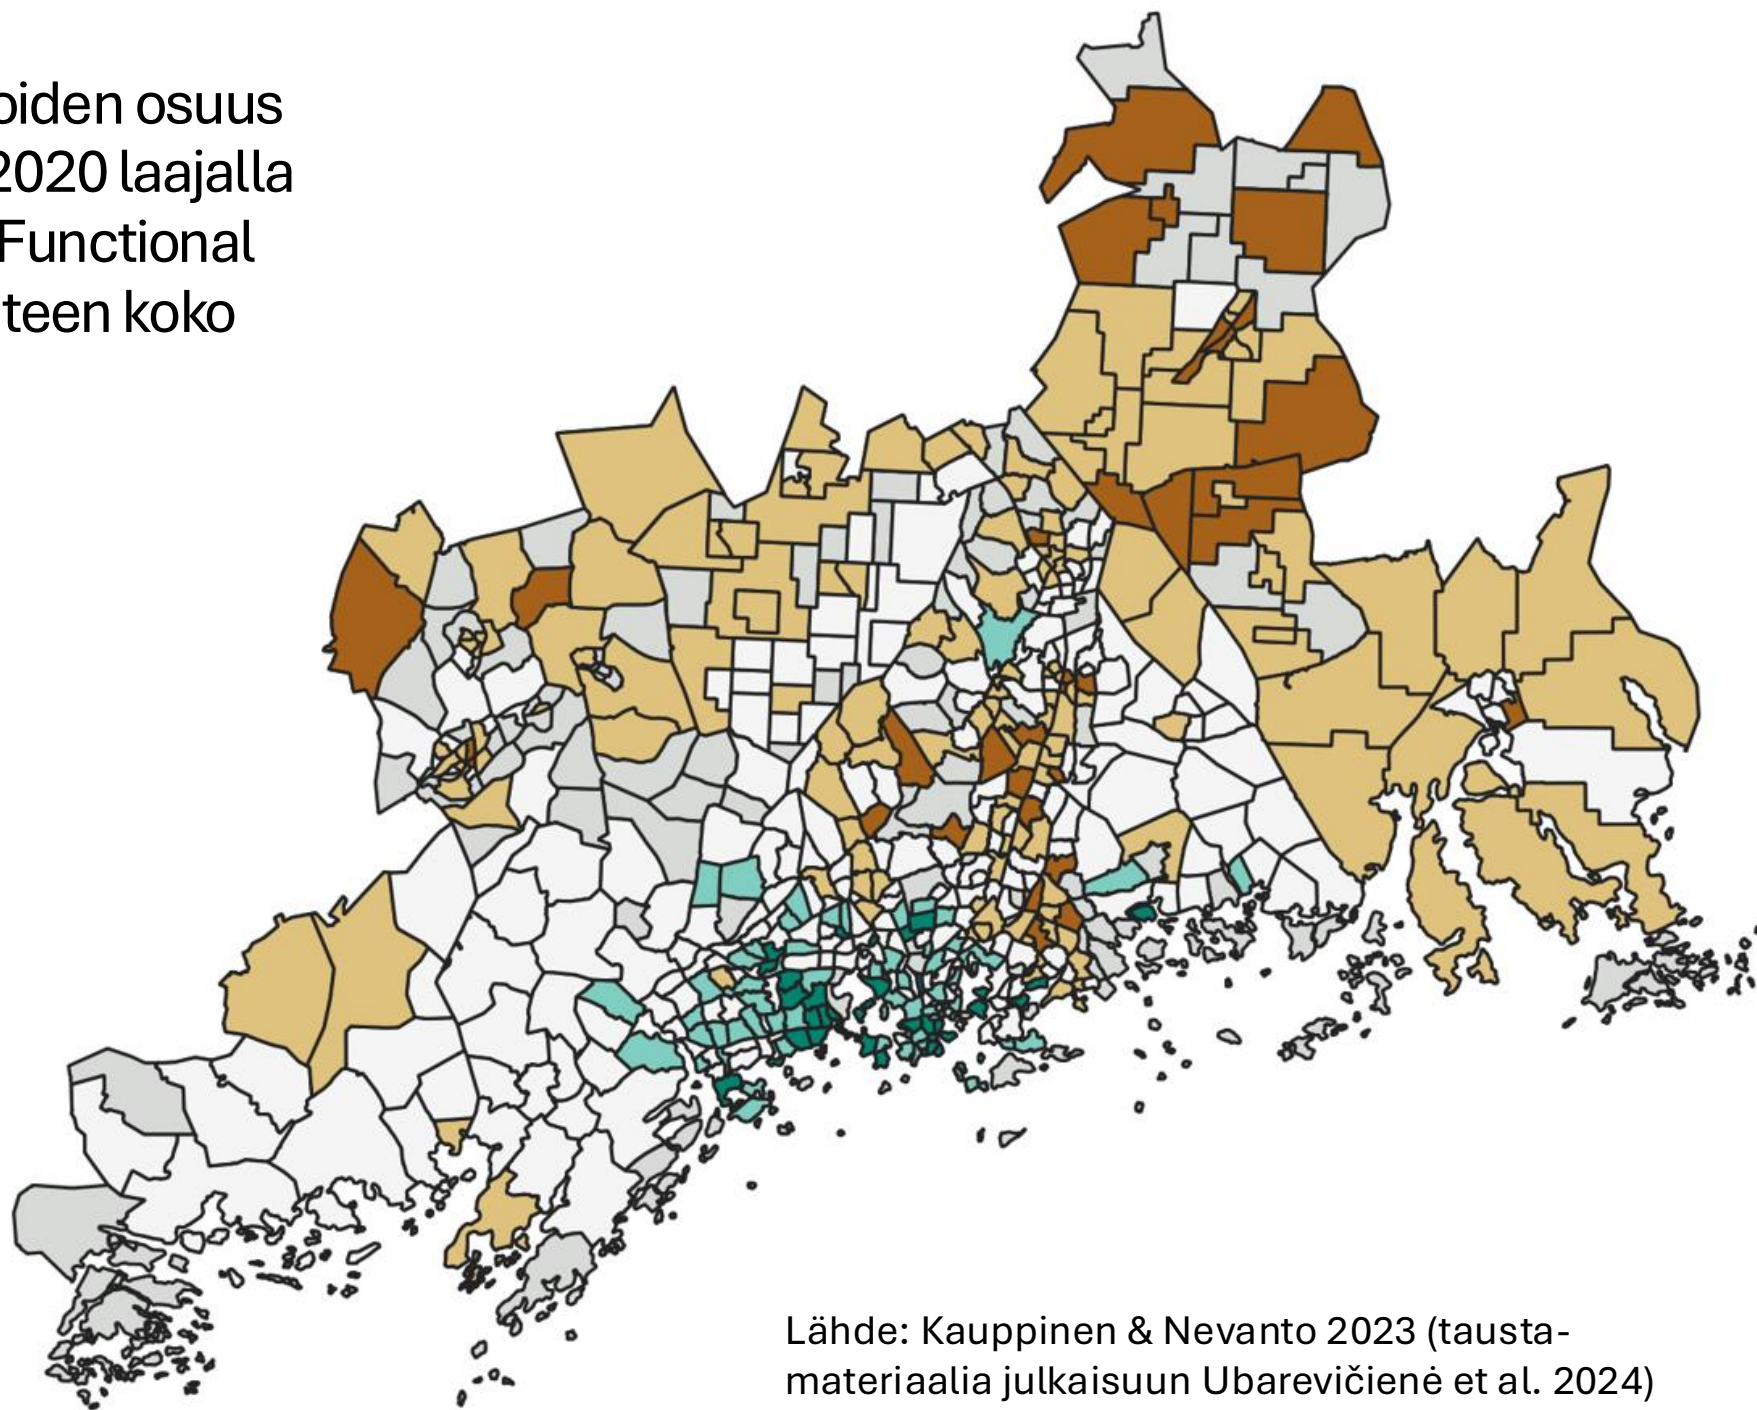 oiden osuus
2020 laajalla
Functional
teen koko
Lähde: Kauppinen & Nevanto 2023 (tausta-
materiaalia julkaisuun Ubarevičienė et al. 2024)